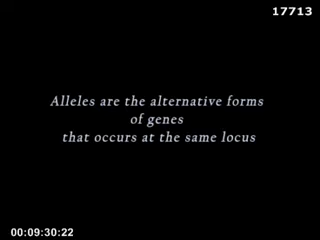 17713
Alleles are the alternative forms
of genes
that occurs at the same locus
00:09:30:22